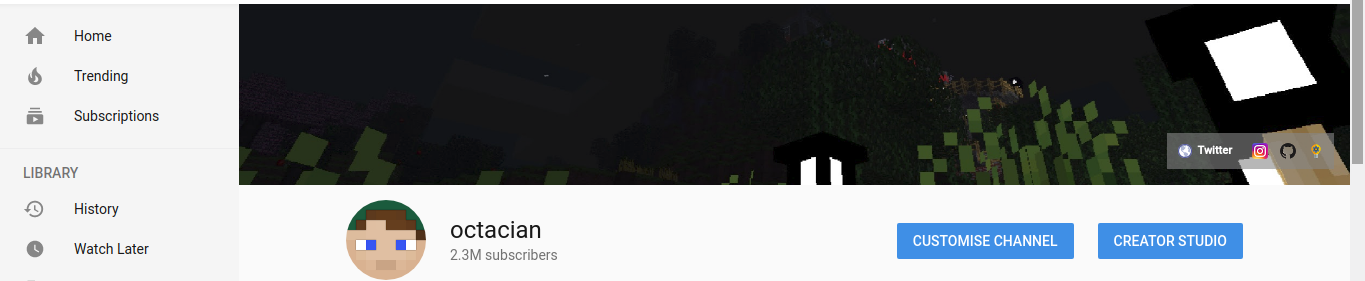 Home
Trending
Subscriptions
LIBRARY
History
Watch Later
Twitter
octacian
2.3M subscribers
CUSTOMISE CHANNEL
CREATOR STUDIO